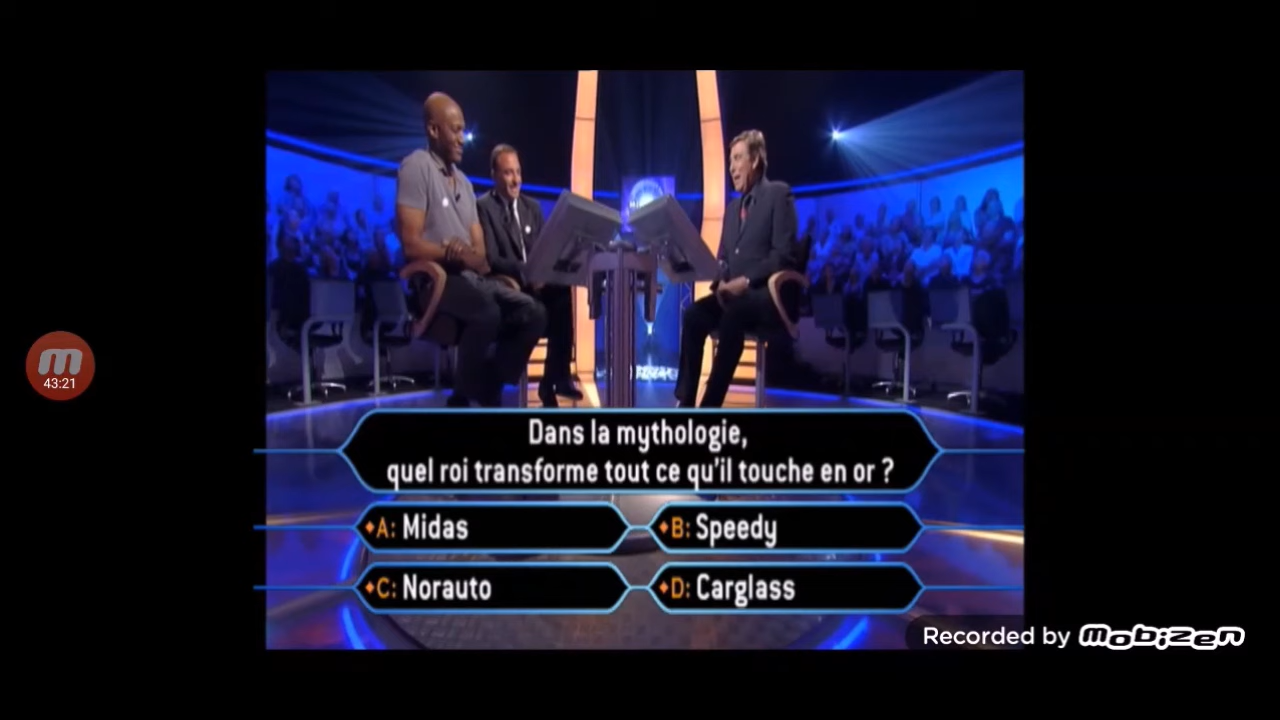 Dans la mythologie,
quel roi transforme tout ce qu'il touche en or ?
A: Midas
B: Speedy
C: Norauto
D: Carglass
43:21
Recorded by mobizen